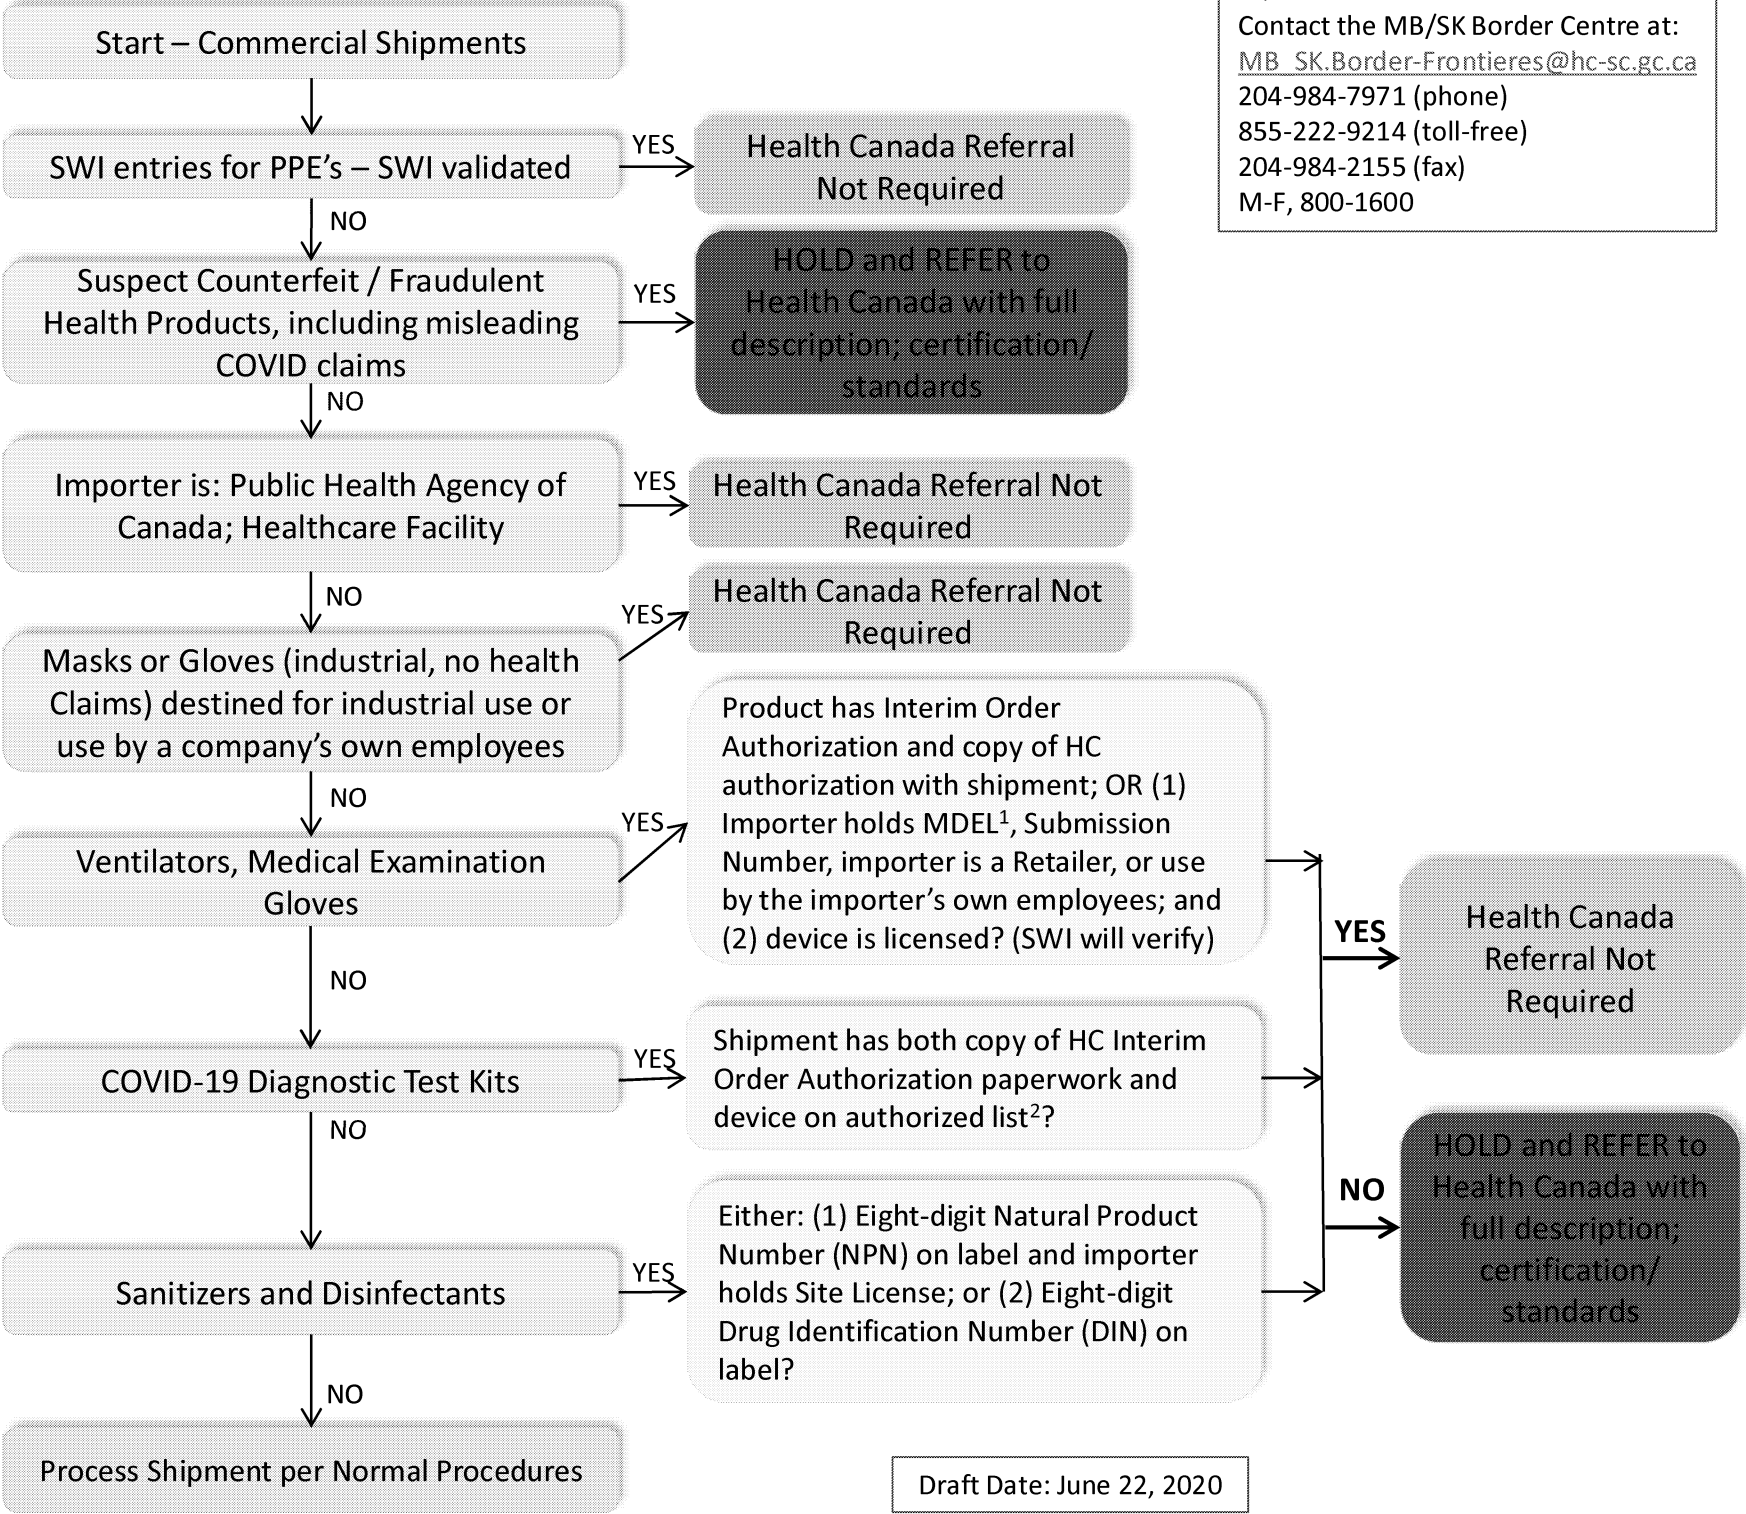 Start – Commercial Shipments
Contact the MB/SK Border Centre at:
MB_SK.Border-Frontieres@hc-sc.gc.ca
204-984-7971 (phone)
855-222-9214 (toll-free)
204-984-2155 (fax)
M-F, 800-1600
SWI entries for PPE’s – SWI validated
YES
Health Canada Referral
Not Required
NO
Suspect Counterfeit / Fraudulent
Health Products, including misleading
COVID claims
YES
HOLD and REFER to
Health Canada with full
description; certification/
standards
NO
Importer is: Public Health Agency of
Canada; Healthcare Facility
YES
Health Canada Referral Not
Required
NO
Masks or Gloves (industrial, no health
Claims) destined for industrial use or
use by a company’s own employees
YES
Health Canada Referral Not
Required
NO
Ventilators, Medical Examination
Gloves
YES
Product has Interim Order
Authorization and copy of HC
authorization with shipment; OR (1)
Importer holds MDEL¹, Submission
Number, importer is a Retailer, or use
by the importer’s own employees; and
(2) device is licensed? (SWI will verify)
NO
COVID-19 Diagnostic Test Kits
YES
Shipment has both copy of HC Interim
Order Authorization paperwork and
device on authorized list²?
NO
Sanitizers and Disinfectants
YES
Either: (1) Eight-digit Natural Product
Number (NPN) on label and importer
holds Site License; or (2) Eight-digit
Drug Identification Number (DIN) on
label?
YES
Health Canada
Referral Not
Required
NO
HOLD and REFER to
Health Canada with
full description;
certification/
standards
NO
Process Shipment per Normal Procedures
Draft Date: June 22, 2020